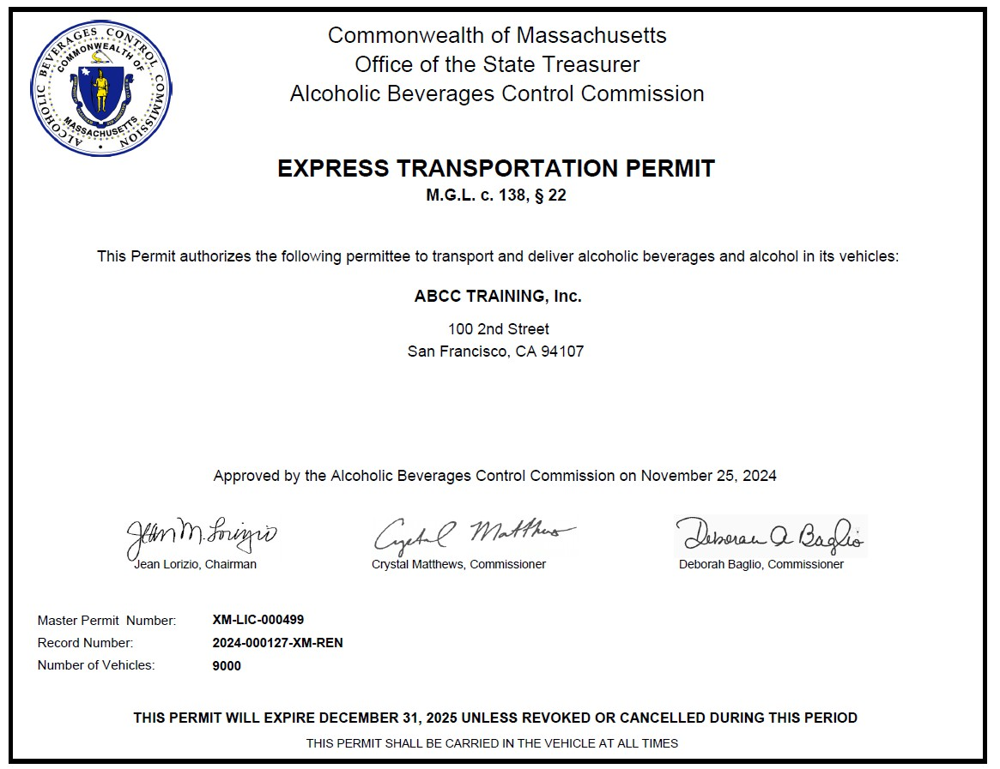 ALCOHOLIC BEVERAGES CONTROL COMMISSION
COMMONWEALTH OF
MASSACHUSETTS
Commonwealth of Massachusetts
Office of the State Treasurer
Alcoholic Beverages Control Commission
EXPRESS TRANSPORTATION PERMIT
M.G.L. c. 138, § 22
This Permit authorizes the following permittee to transport and deliver alcoholic beverages and alcohol in its vehicles:
ABCC TRAINING, Inc.
100 2nd Street
San Francisco, CA 94107
Approved by the Alcoholic Beverages Control Commission on November 25, 2024
Jean M. Lorizio
Crystal Matthews
Deborah A Baglio
Jean Lorizio, Chairman
Crystal Matthews, Commissioner
Deborah Baglio, Commissioner
Master Permit Number: XM-LIC-000499
Record Number: 2024-000127-XM-REN
Number of Vehicles: 9000
THIS PERMIT WILL EXPIRE DECEMBER 31, 2025 UNLESS REVOKED OR CANCELLED DURING THIS PERIOD
THIS PERMIT SHALL BE CARRIED IN THE VEHICLE AT ALL TIMES